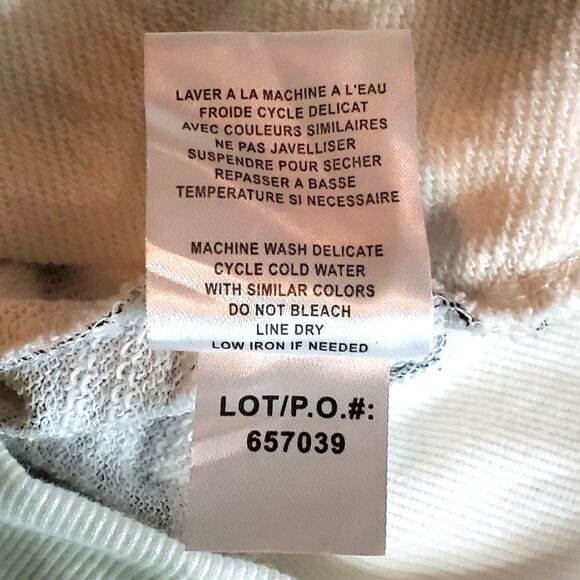 LAVER A LA MACHINE A L'EAU
FROIDE CYCLE DELICAT
AVEC COULEURS SIMILAIRES
NE PAS JAVELLISER
SUSPENDRE POUR SECHER
REPASSER A BASSE
TEMPERATURE SI NECESSAIRE
MACHINE WASH DELICATE
CYCLE COLD WATER
WITH SIMILAR COLORS
DO NOT BLEACH
LINE DRY
LOW IRON IF NEEDED
LOT/P.O.#:
657039